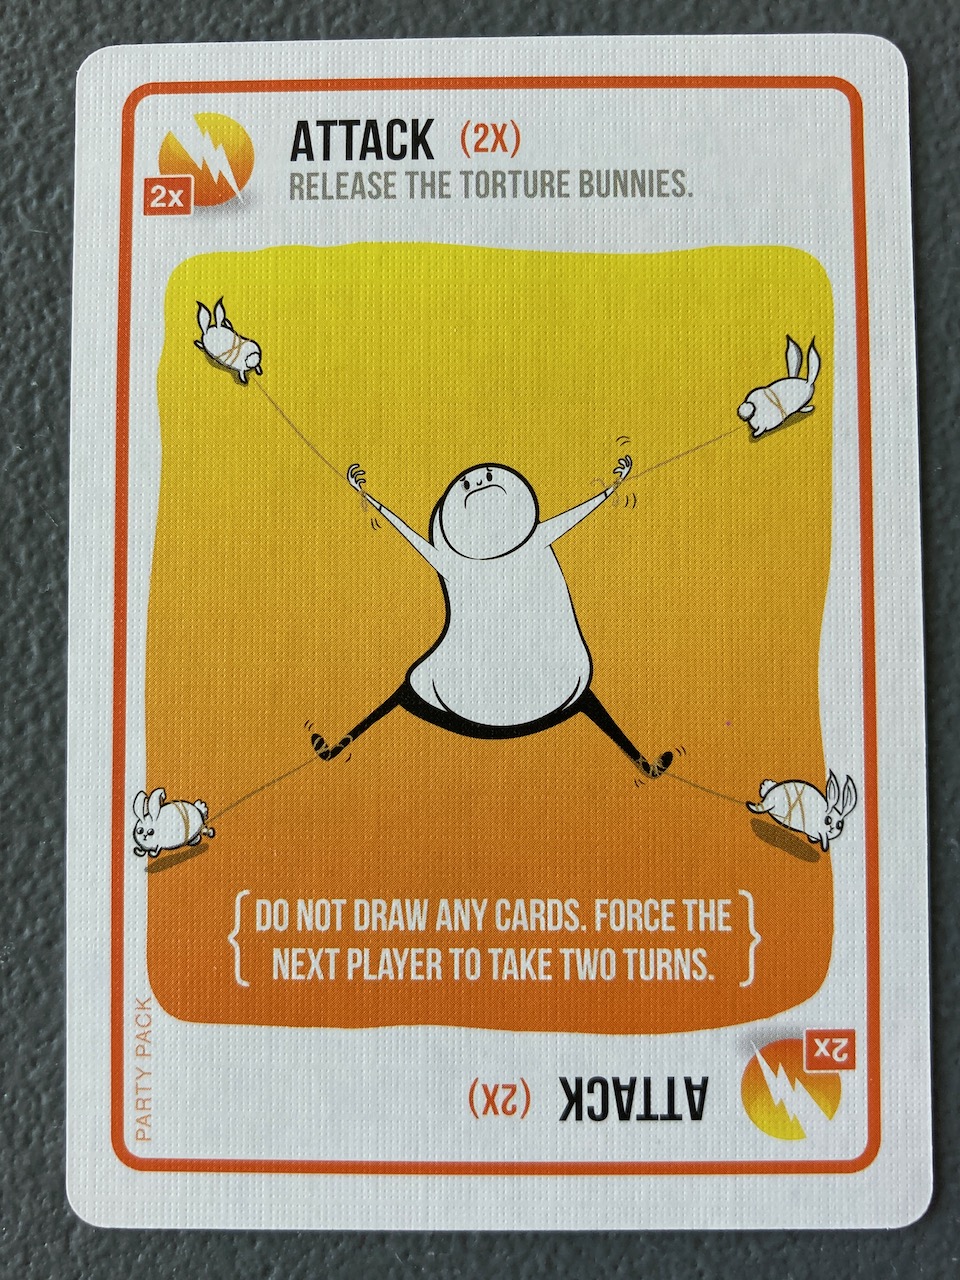 ATTACK (2X)
2x
RELEASE THE TORTURE BUNNIES.
DO NOT DRAW ANY CARDS. FORCE THE
NEXT PLAYER TO TAKE TWO TURNS.
PARTY PACK
2x
ATTACK (2X)